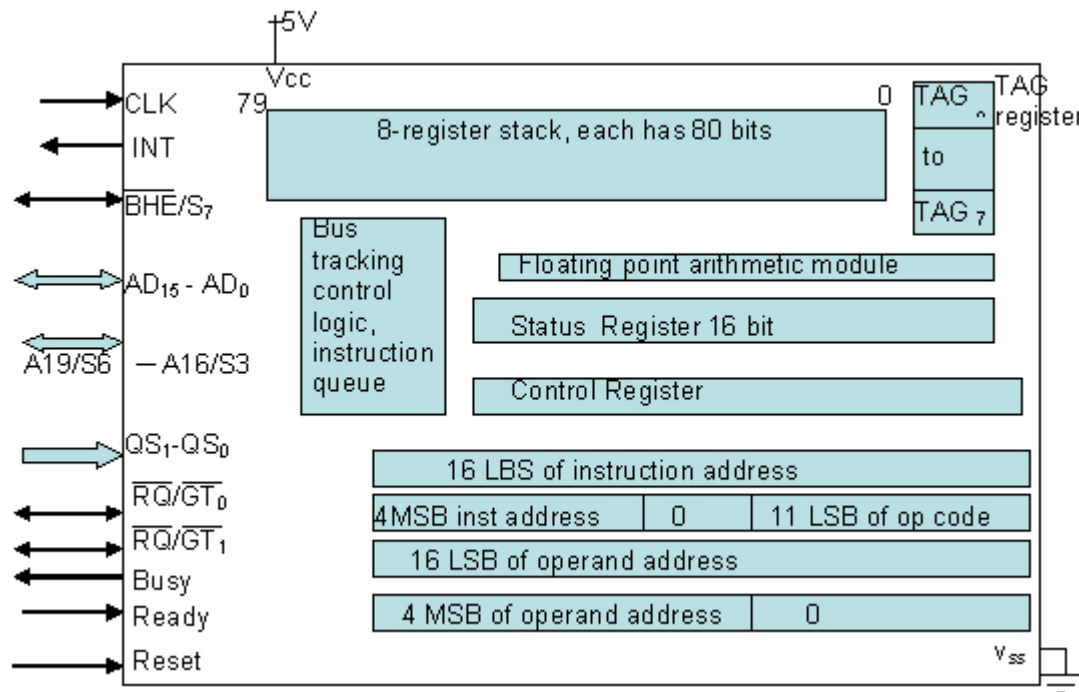 +5V
Vcc
CLK
79
0
TAG
TAG
register
8-register stack, each has 80 bits
INT
to
BHE/S7
TAG 7
Bus
tracking
control
logic,
instruction
queue
Floating point arithmetic module
AD15 - AD0
Status Register 16 bit
A19/S6 – A16/S3
Control Register
QS1-QS0
16 LBS of instruction address
RQ/GT0
4MSB inst address
0
11 LSB of op code
RQ/GT1
16 LSB of operand address
Busy
Ready
4 MSB of operand address
0
Reset
Vss